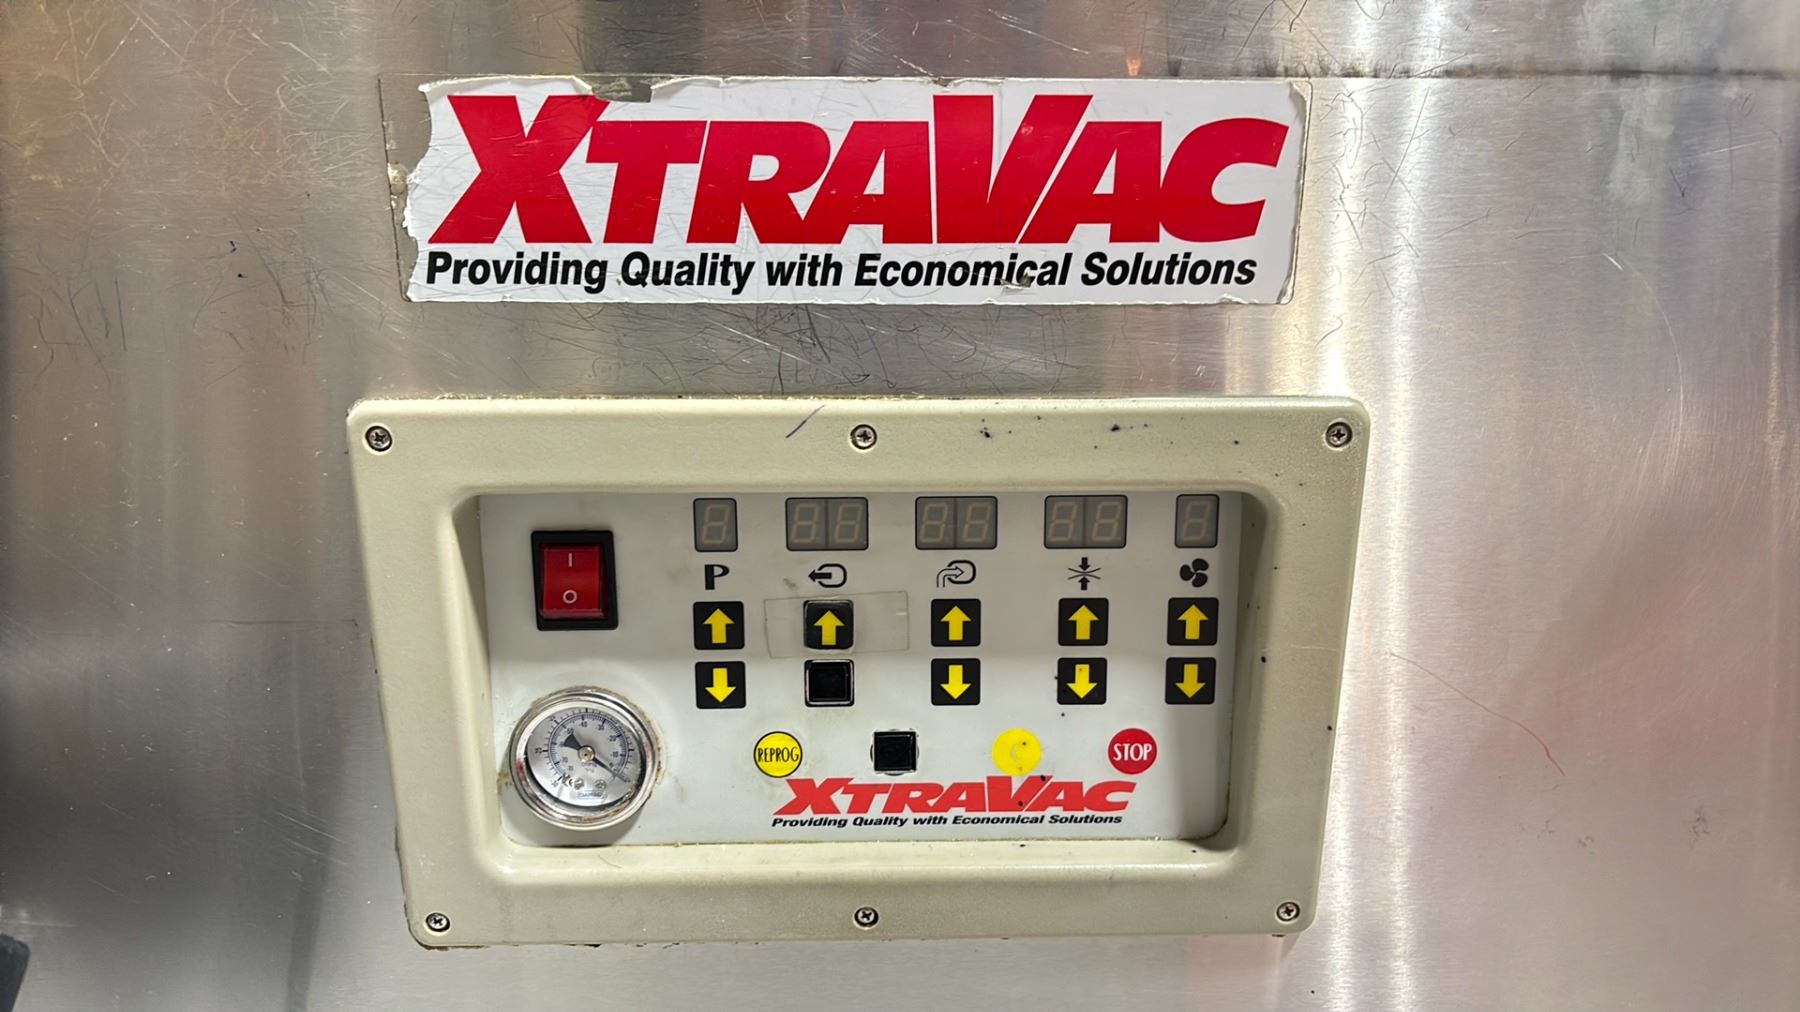 XTRAVAC
Providing Quality with Economical Solutions
I
O
P
REPROG
STOP
XTRAVAC
Providing Quality with Economical Solutions